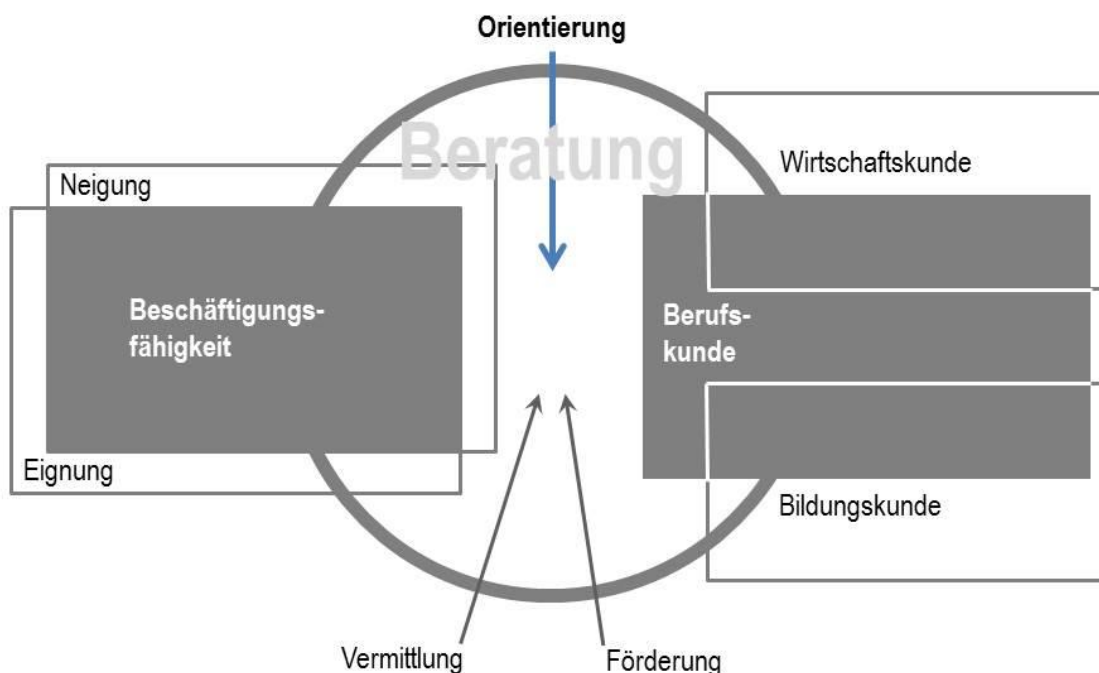 Orientierung
Beratung
Neigung
Wirtschaftskunde
Beschäftigungs-
fähigkeit
Berufs-
kunde
Eignung
Bildungskunde
Vermittlung
Förderung